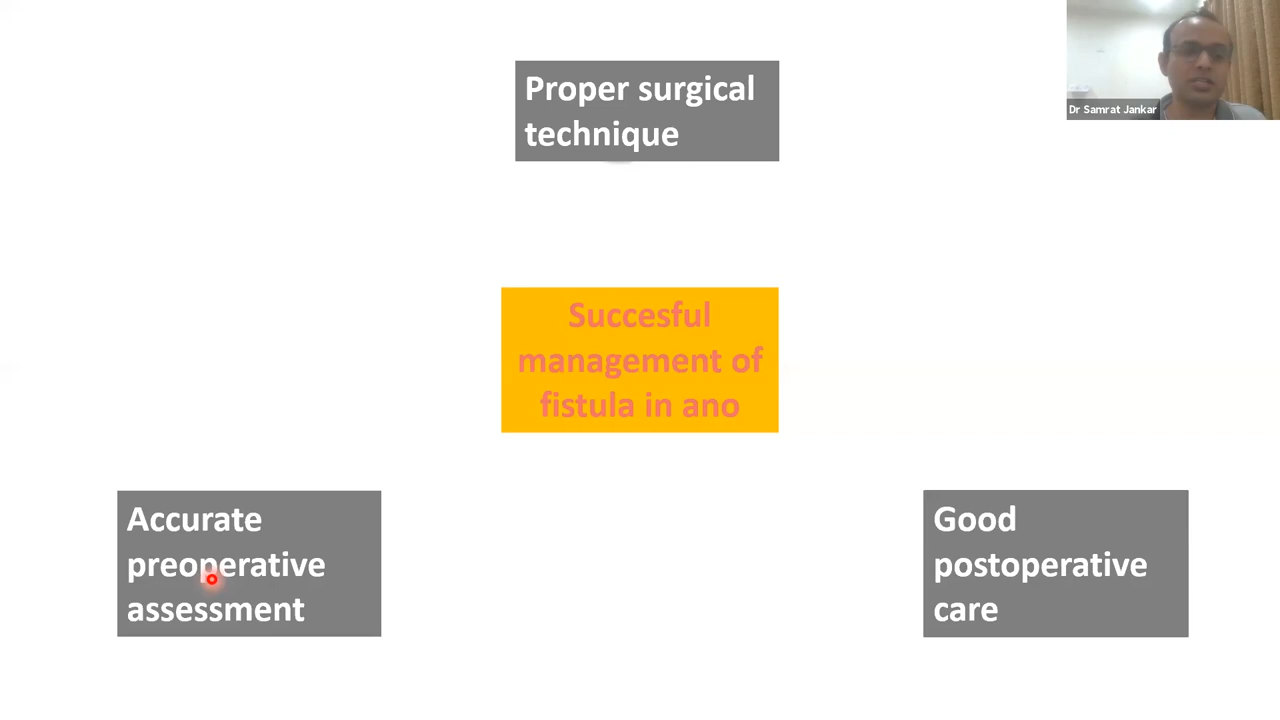 Proper surgical
technique
Dr Samrat Jankar
Succesful
management of
fistula in ano
Accurate
preoperative
assessment
Good
postoperative
care